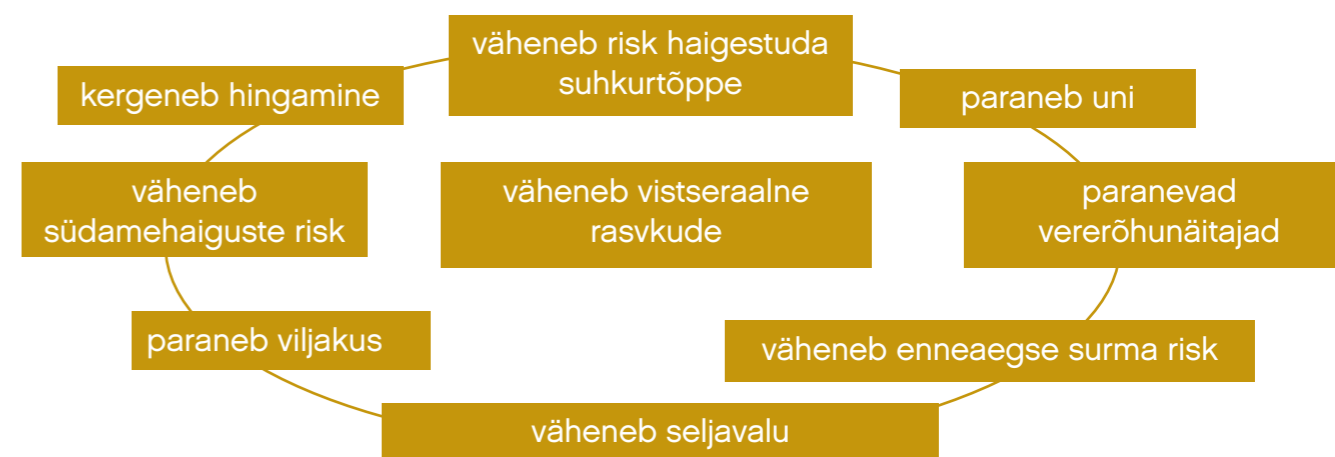 väheneb risk haigestuda
suhkurtõppe
kergeneb hingamine
paraneb uni
väheneb
südamehaiguste risk
väheneb vistseraalne
rasvkude
paranevad
vererõhunäitajad
paraneb viljakus
väheneb enneaegse surma risk
väheneb seljavalu